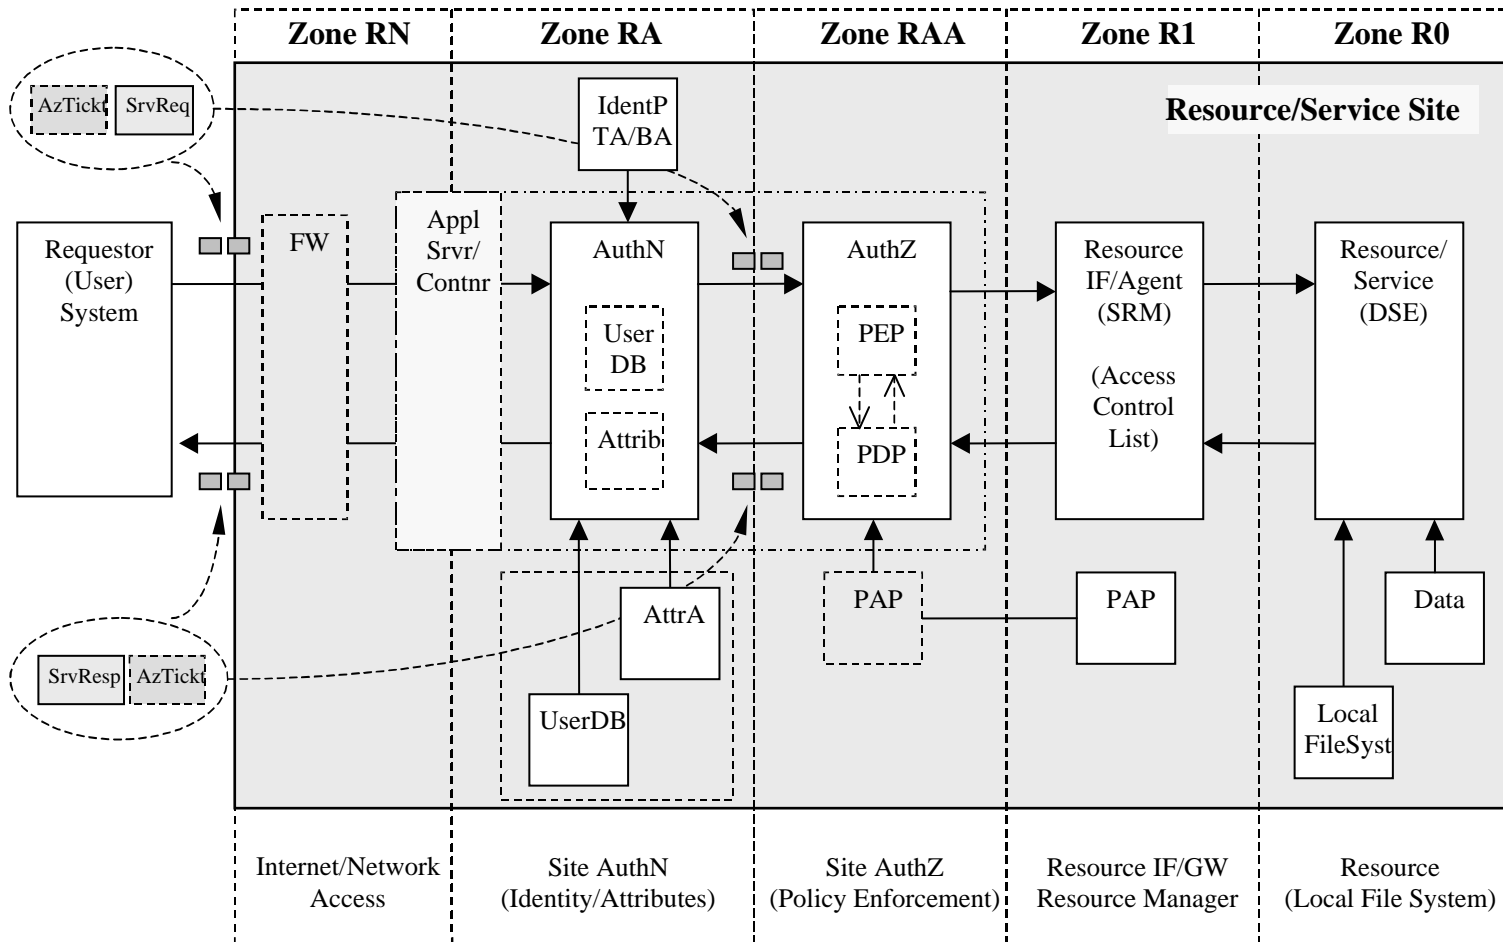 Zone RN
Zone RA
Zone RAA
Zone R1
Zone R0
AzTickt
SrvReq
IdentP
TA/BA
Resource/Service Site
Requestor
(User)
System
FW
Appl
Srvr/
Contnr
AuthN
User
DB
Attrib
AuthZ
PEP
PDP
Resource
IF/Agent
(SRM)
(Access
Control
List)
Resource/
Service
(DSE)
SrvResp
AzTickt
AttrA
UserDB
PAP
PAP
Data
Local
FileSyst
Internet/Network
Access
Site AuthN
(Identity/Attributes)
Site AuthZ
(Policy Enforcement)
Resource IF/GW
Resource Manager
Resource
(Local File System)